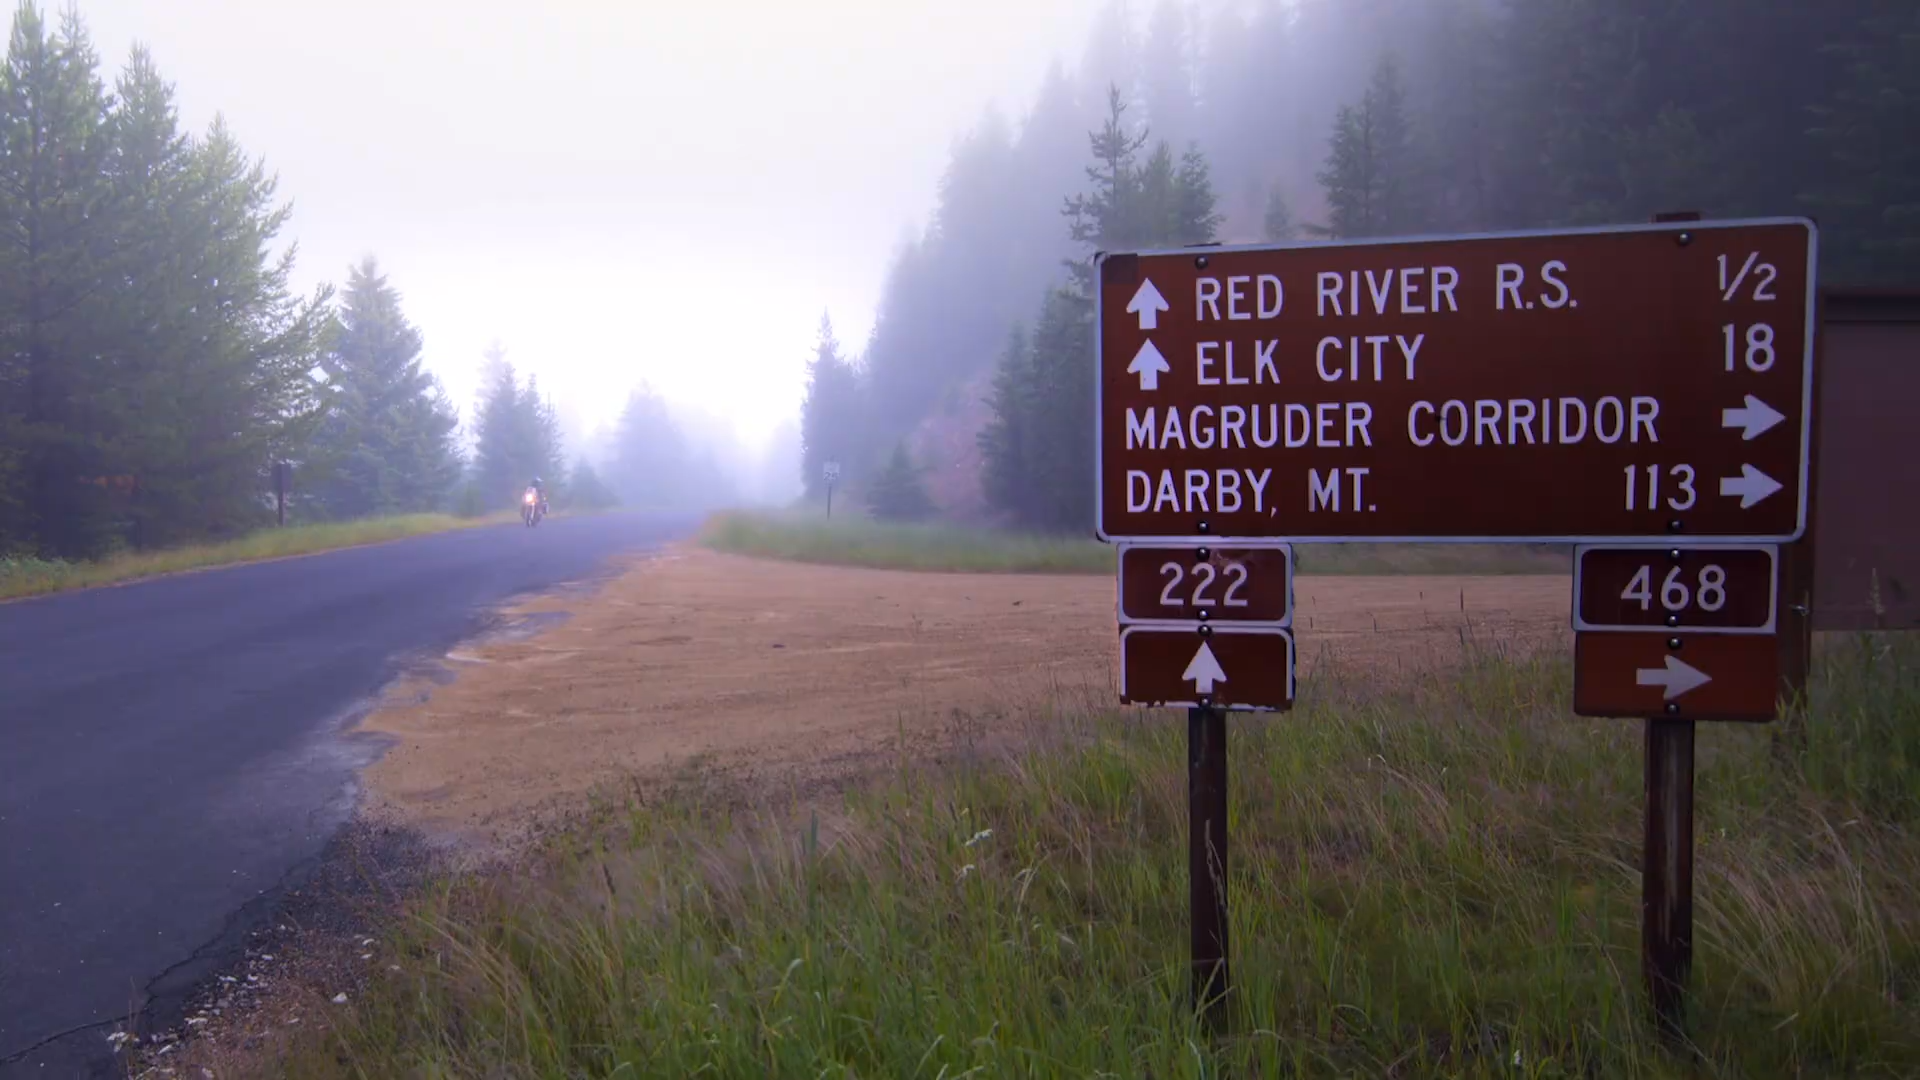 RED RIVER R.S. 1/2
ELK CITY 18
MAGRUDER CORRIDOR
DARBY, MT. 113
222
468